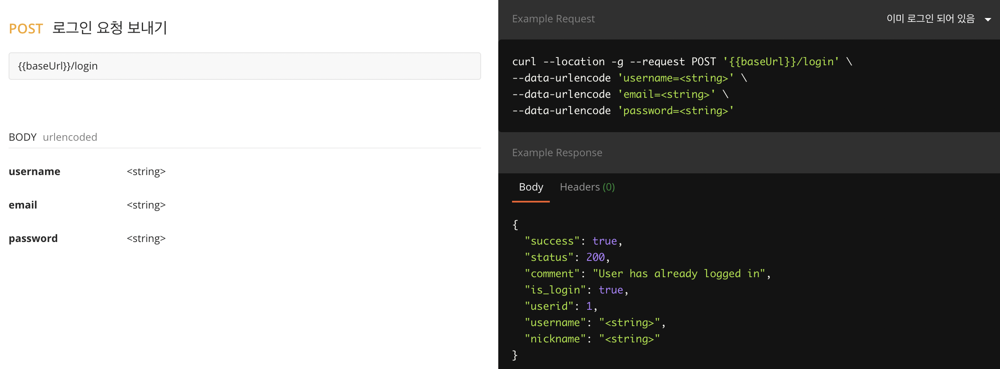 POST 로그인 요청 보내기
{{baseUrl}}/login
BODY urlencoded
username <string>
email <string>
password <string>
Example Request 이미 로그인 되어 있음
curl --location -g --request POST '{{baseUrl}}/login' \
--data-urlencode 'username=<string>' \
--data-urlencode 'email=<string>' \
--data-urlencode 'password=<string>'
Example Response
Body Headers (0)
{
  "success": true,
  "status": 200,
  "comment": "User has already logged in",
  "is_login": true,
  "userid": 1,
  "username": "<string>",
  "nickname": "<string>"
}